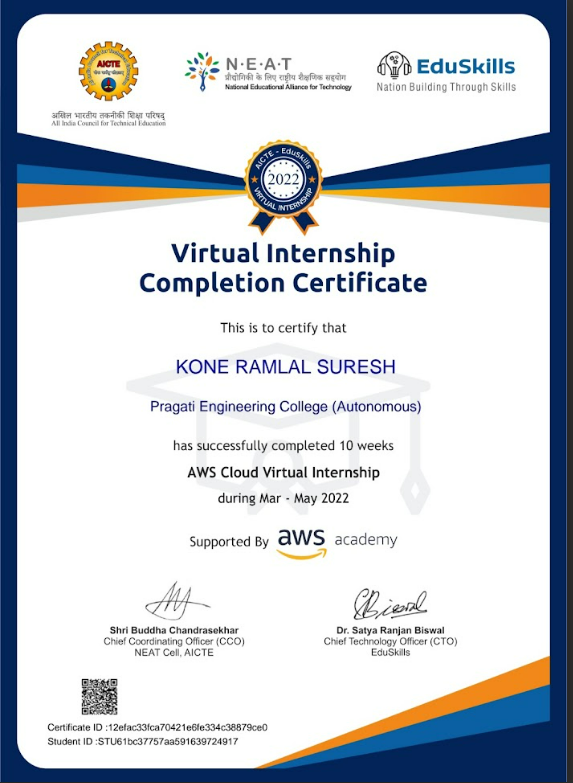 AICTE
अखिल भारतीय तकनीकी शिक्षा परिषद्
All India Council for Technical Education
N·E·A·T
प्रौद्योगिकी के लिए राष्ट्रीय शैक्षणिक सहयोग
National Educational Alliance for Technology
EduSkills
Nation Building Through Skills
AICTE - EduSkills
2022
VIRTUAL INTERNSHIP
Virtual Internship
Completion Certificate
This is to certify that
KONE RAMLAL SURESH
Pragati Engineering College (Autonomous)
has successfully completed 10 weeks
AWS Cloud Virtual Internship
during Mar - May 2022
Supported By aws academy
Shri Buddha Chandrasekhar
Chief Coordinating Officer (CCO)
NEAT Cell, AICTE
Dr. Satya Ranjan Biswal
Chief Technology Officer (CTO)
EduSkills
Certificate ID :12efac33fca70421e6fe334c38879ce0
Student ID :STU61bc37757aa591639724917